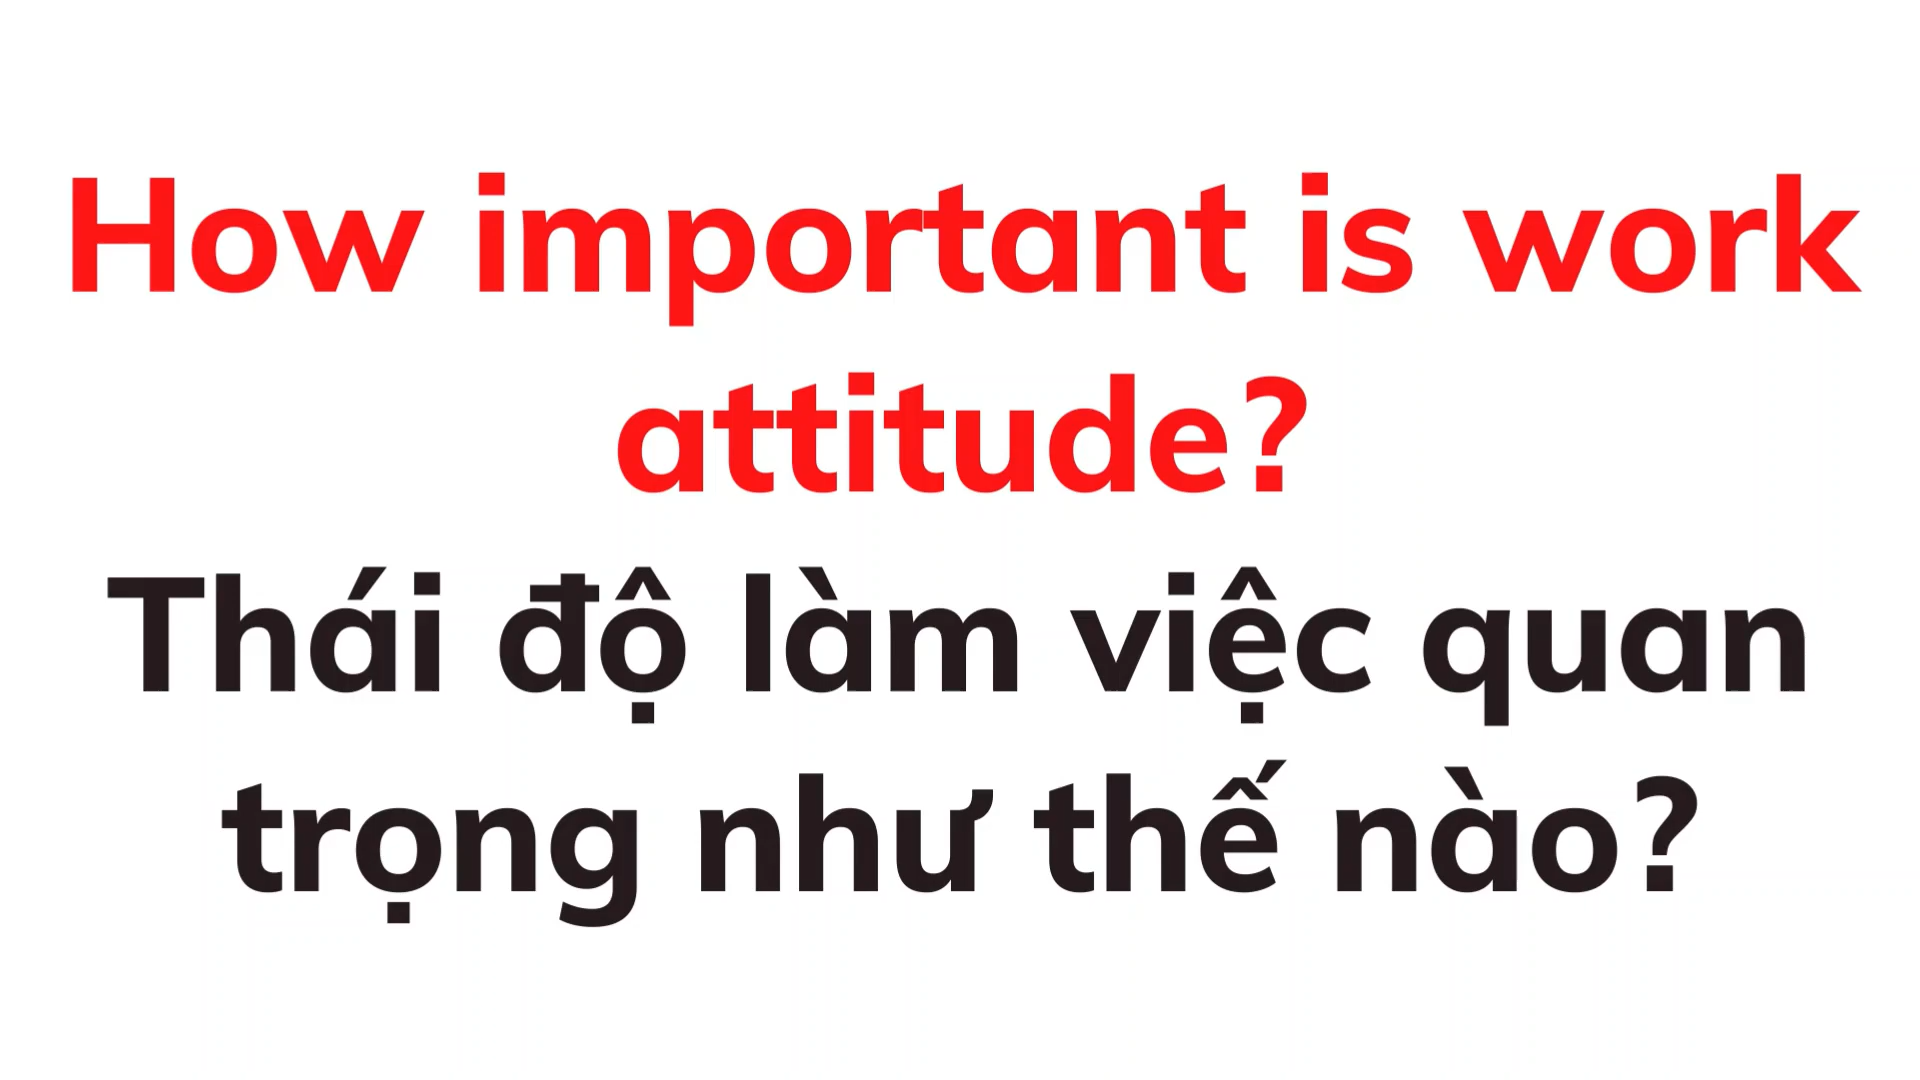 How important is work
attitude?
Thái độ làm việc quan
trọng như thế nào?